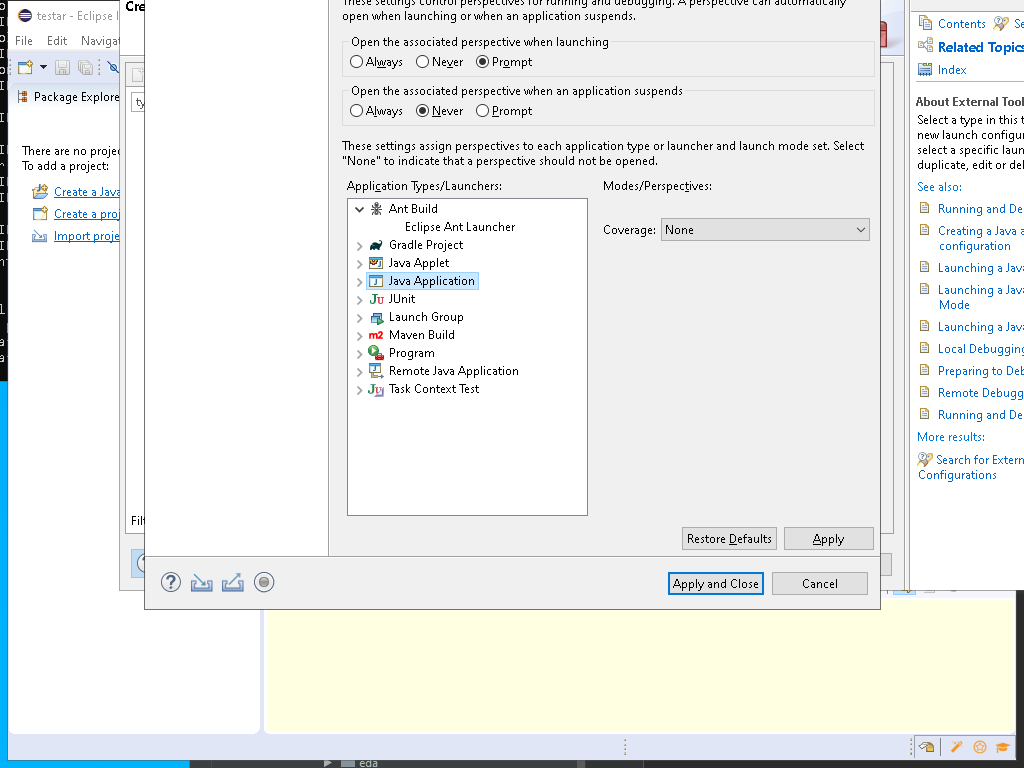 testar - Eclipse
Cre
These settings control perspectives for running and debugging. A perspective can automatically
open when launching or when an application suspends.
File Edit Naviga
Open the associated perspective when launching
Always Never Prompt
Open the associated perspective when an application suspends
Always Never Prompt
These settings assign perspectives to each application type or launcher and launch mode set. Select
"None" to indicate that a perspective should not be opened.
Application Types/Launchers:
Modes/Perspectives:
Ant Build
Eclipse Ant Launcher
Gradle Project
Java Applet
Java Application
JUnit
Launch Group
Maven Build
Program
Remote Java Application
Task Context Test
Coverage: None
Restore Defaults
Apply
Apply and Close
Cancel
Package Explore
ty
There are no projec
To add a project:
Create a Java
Create a proj
Import proje
Filt
Contents
Se
Related Topics
Index
About External Tool
Select a type in this t
new launch configur
select a specific laun
duplicate, edit or del
See also:
Running and De
Creating a Java a
configuration
Launching a Java
Launching a Java
Mode
Launching a Java
Local Debugging
Preparing to Deb
Remote Debugg
Running and De
More results:
Search for Extern
Configurations
eda